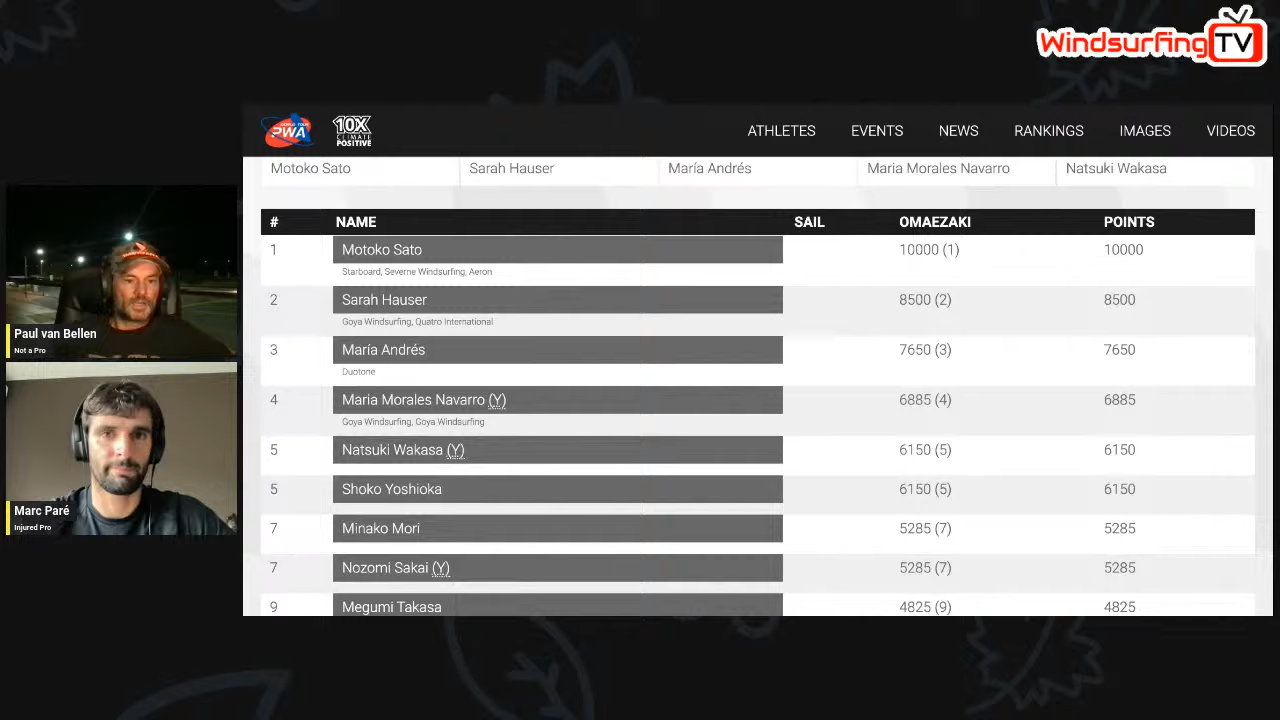 Windsurfing TV
WORLD TOUR
PWA
10X
CLIMATE
POSITIVE
ATHLETES EVENTS NEWS RANKINGS IMAGES VIDEOS
Motoko Sato Sarah Hauser María Andrés Maria Morales Navarro Natsuki Wakasa
# NAME SAIL OMAEZAKI POINTS
1 Motoko Sato 10000 (1) 10000
Starboard, Severne Windsurfing, Aeron
2 Sarah Hauser 8500 (2) 8500
Goya Windsurfing, Quatro International
3 María Andrés 7650 (3) 7650
Duotone
4 Maria Morales Navarro (Y) 6885 (4) 6885
Goya Windsurfing, Goya Windsurfing
5 Natsuki Wakasa (Y) 6150 (5) 6150
5 Shoko Yoshioka 6150 (5) 6150
7 Minako Mori 5285 (7) 5285
7 Nozomi Sakai (Y) 5285 (7) 5285
9 Megumi Takasa 4825 (9) 4825
Paul van Bellen
Not a Pro
Marc Paré
Injured Pro